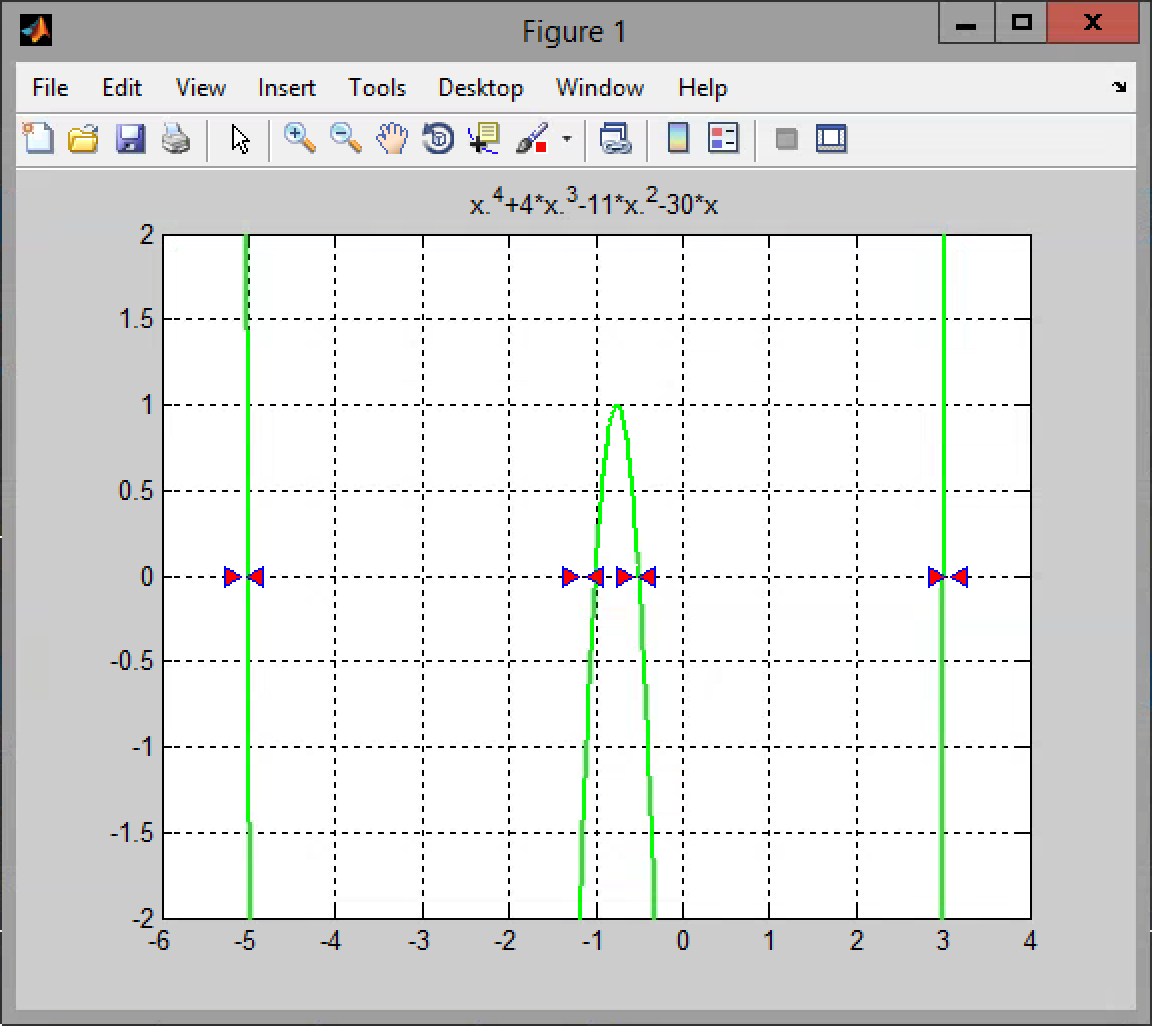 Figure 1
File Edit View Insert Tools Desktop Window Help
x.^4+4*x.^3-11*x.^2-30*x
2
1.5
1
0.5
0
-0.5
-1
-1.5
-2
-6 -5 -4 -3 -2 -1 0 1 2 3 4